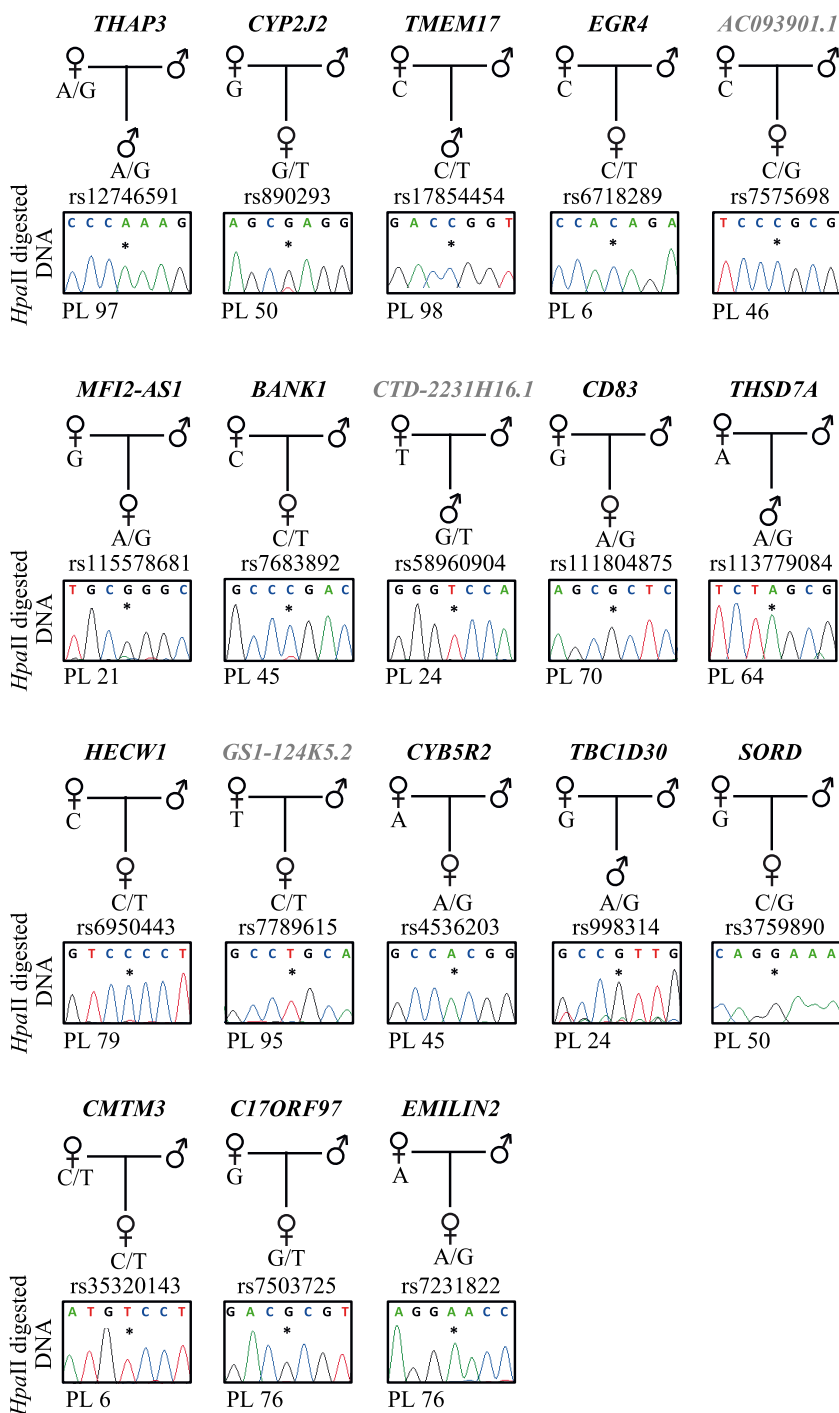 THAP3 CYP2J2 TMEM17 EGR4 AC093901.1
A/G G C C C
A/G G/T C/T C/T C/G
rs12746591 rs890293 rs17854454 rs6718289 rs7575698
HpaII digested DNA
C C C A A A G A G C G A G G G A C C G G T C C A C A G A T C C C G C G
* * * * *
PL 97 PL 50 PL 98 PL 6 PL 46
MFI2-AS1 BANK1 CTD-2231H16.1 CD83 THSD7A
G C T G A
A/G C/T G/T A/G A/G
rs115578681 rs7683892 rs58960904 rs111804875 rs113779084
HpaII digested DNA
T G C G G G C G C C C G A C G G G T C C A A G C G C T C T C T A G C G
* * * * *
PL 21 PL 45 PL 24 PL 70 PL 64
HECW1 GS1-124K5.2 CYB5R2 TBC1D30 SORD
C T A G G
C/T C/T A/G A/G C/G
rs6950443 rs7789615 rs4536203 rs998314 rs3759890
HpaII digested DNA
G T C C C C T G C C T G C A G C C A C G G G C C G T T G C A G G A A A
* * * * *
PL 79 PL 95 PL 45 PL 24 PL 50
CMTM3 C17ORF97 EMILIN2
C/T G A
C/T G/T A/G
rs35320143 rs7503725 rs7231822
HpaII digested DNA
A T G T C C T G A C G C G T A G G A A C C
* * *
PL 6 PL 76 PL 76